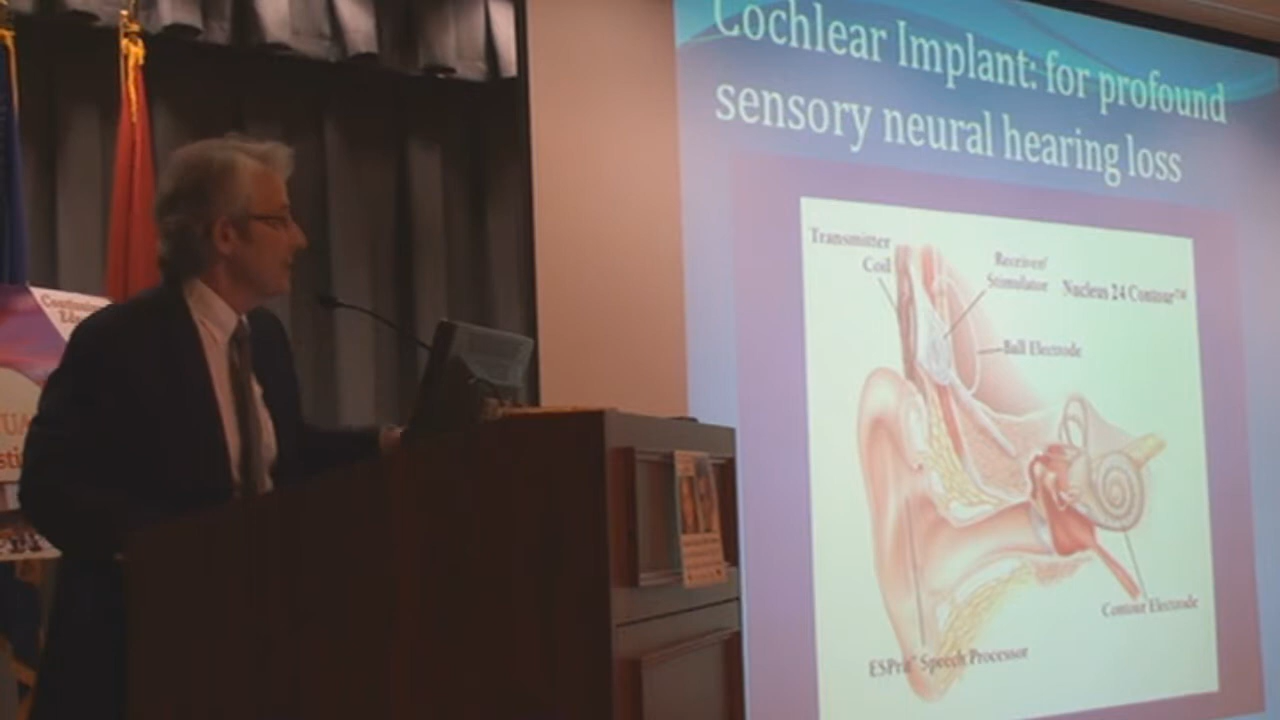 Cochlear Implant: for profound
sensory neural hearing loss
Transmitter
Coil
Receiver/
Stimulator
Nucleus 24 Contour™
Ball Electrode
Contour Electrode
Speech Processor